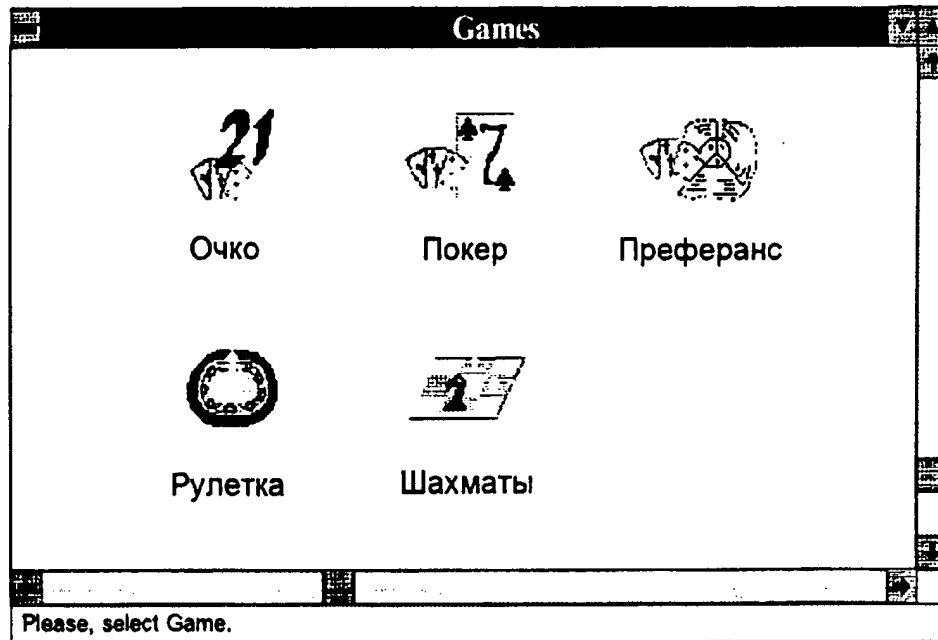 Games
21
7
Очко
Покер
Преферанс
Рулетка
Шахматы
Please, select Game.